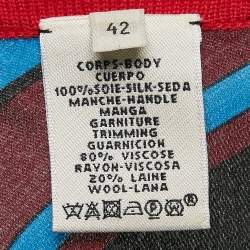 42
CORPS-BODY
CUERPO
100%SOIE-SILK-SEDA
MANCHE-HANDLE
MANGA
GARNITURE
TRIMMING
GUARNICION
80% VISCOSE
RAYON-VISCOSA
20% LAINE
WOOL-LANA